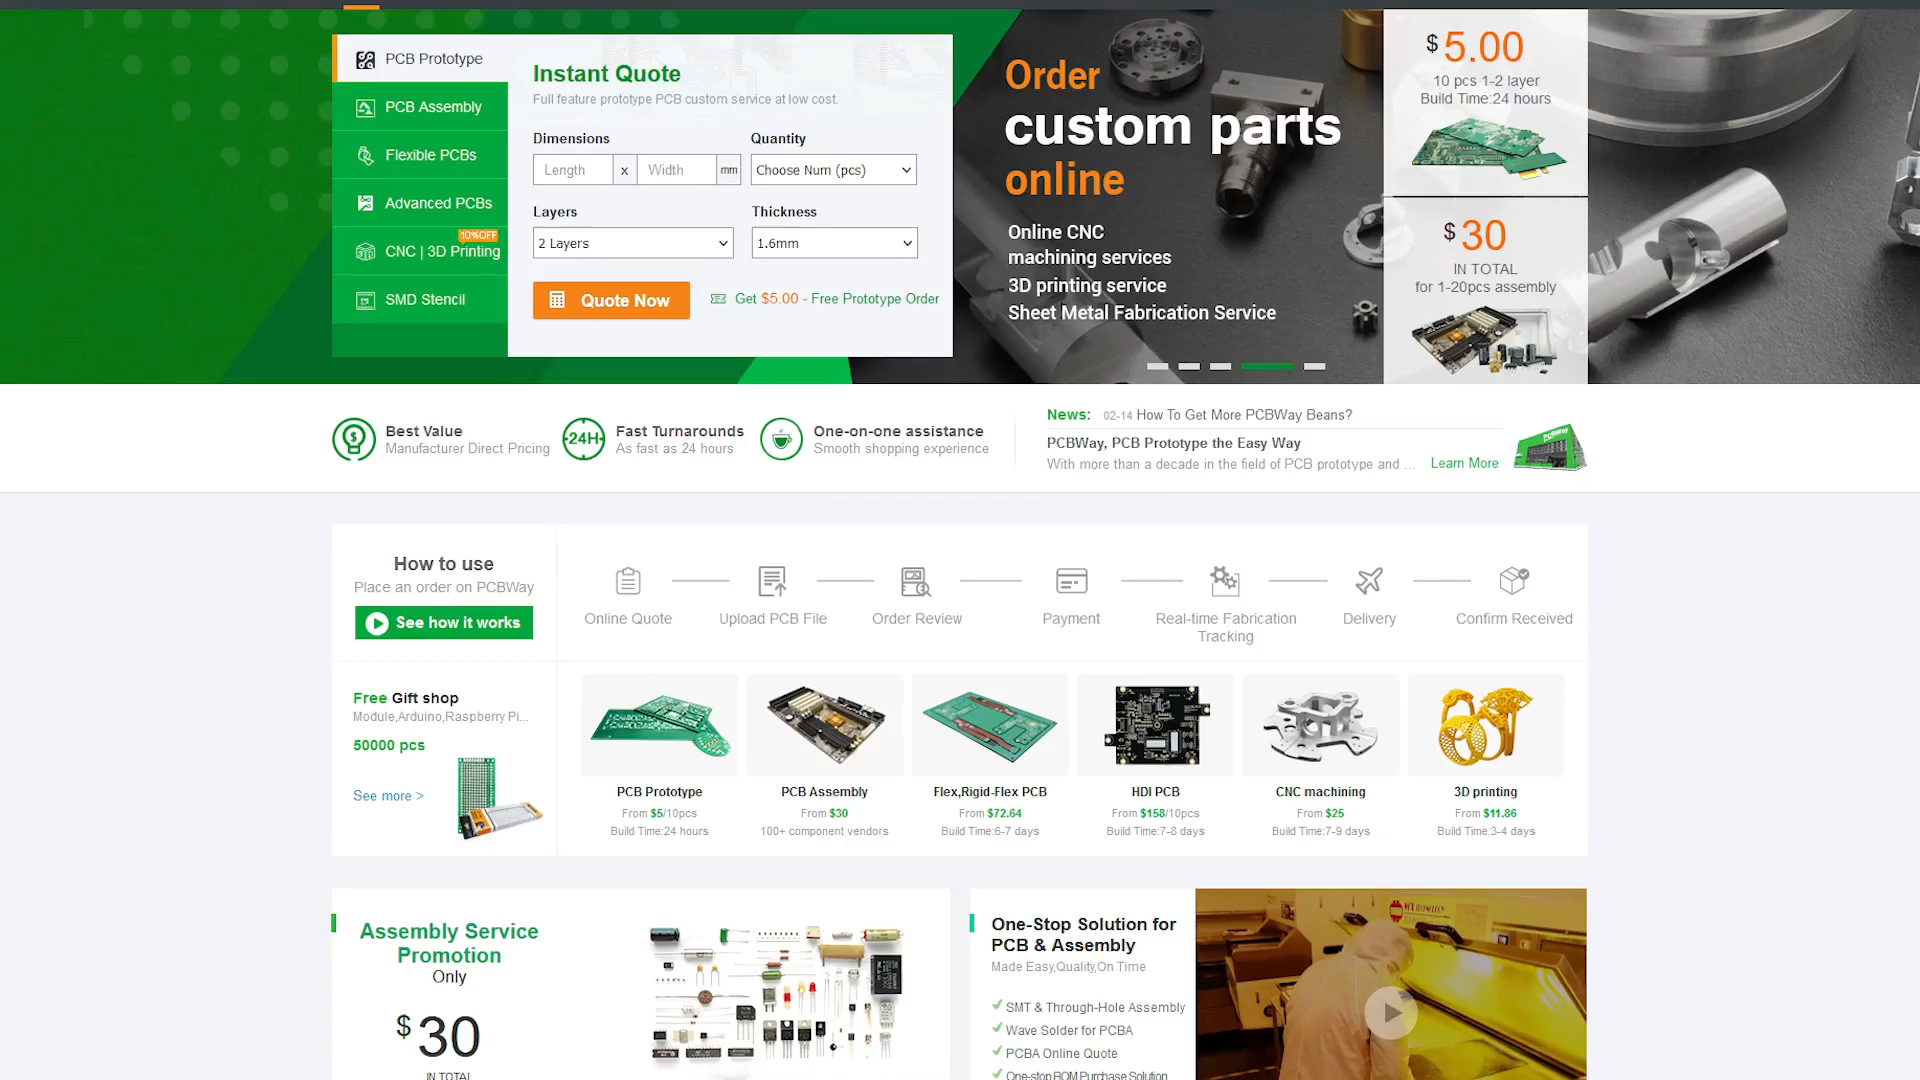 PCB Prototype
PCB Assembly
Flexible PCBs
Advanced PCBs
10%OFF
CNC | 3D Printing
SMD Stencil
Instant Quote
Full feature prototype PCB custom service at low cost.
Dimensions
Quantity
Length x Width mm
Choose Num (pcs)
Layers
Thickness
2 Layers
1.6mm
Quote Now
Get $5.00 - Free Prototype Order
Order
custom parts
online
Online CNC
machining services
3D printing service
Sheet Metal Fabrication Service
$5.00
10 pcs 1-2 layer
Build Time:24 hours
$30
IN TOTAL
for 1-20pcs assembly
Best Value
Manufacturer Direct Pricing
24H
Fast Turnarounds
As fast as 24 hours
One-on-one assistance
Smooth shopping experience
News: 02-14 How To Get More PCBWay Beans?
PCBWay, PCB Prototype the Easy Way
With more than a decade in the field of PCB prototype and ... Learn More
PCBWay
How to use
Place an order on PCBWay
See how it works
Online Quote
Upload PCB File
Order Review
Payment
Real-time Fabrication
Tracking
Delivery
Confirm Received
Free Gift shop
Module,Arduino,Raspberry Pi...
50000 pcs
See more >
PCB Prototype
From $5/10pcs
Build Time:24 hours
PCB Assembly
From $30
100+ component vendors
Flex,Rigid-Flex PCB
From $72.64
Build Time:6-7 days
HDI PCB
From $158/10pcs
Build Time:7-8 days
CNC machining
From $25
Build Time:7-9 days
3D printing
From $11.86
Build Time:3-4 days
Assembly Service
Promotion
Only
$30
IN TOTAL
One-Stop Solution for
PCB & Assembly
Made Easy,Quality,On Time
SMT & Through-Hole Assembly
Wave Solder for PCBA
PCBA Online Quote
One-stop BOM Purchase Solution